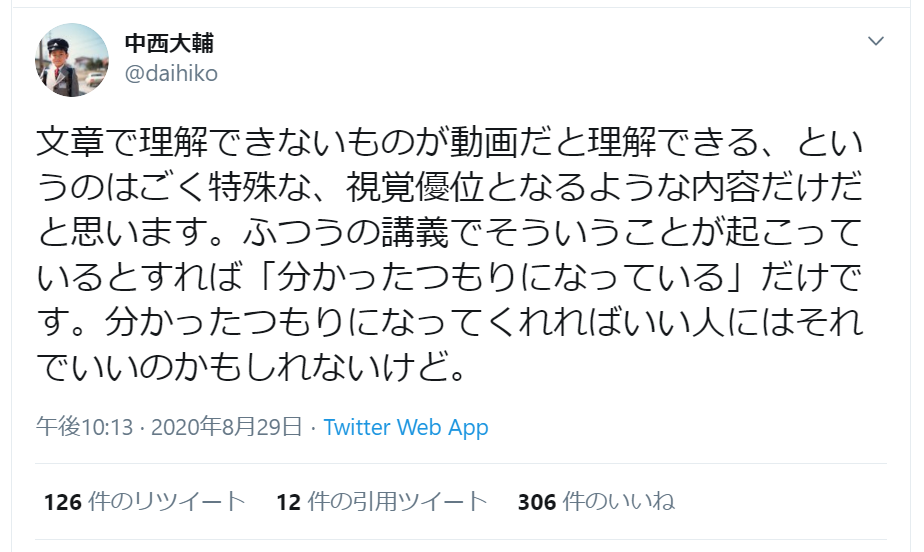 中西大輔
@daihiko
文章で理解できないものが動画だと理解できる、とい
うのはごく特殊な、視覚優位となるような内容だけだ
と思います。ふつうの講義でそういうことが起こって
いるとすれば「分かったつもりになっている」だけで
す。分かったつもりになってくれればいい人にはそれ
でいいのかもしれないけど。
午後10:13 · 2020年8月29日 · Twitter Web App
126 件のリツイート 12 件の引用ツイート 306 件のいいね